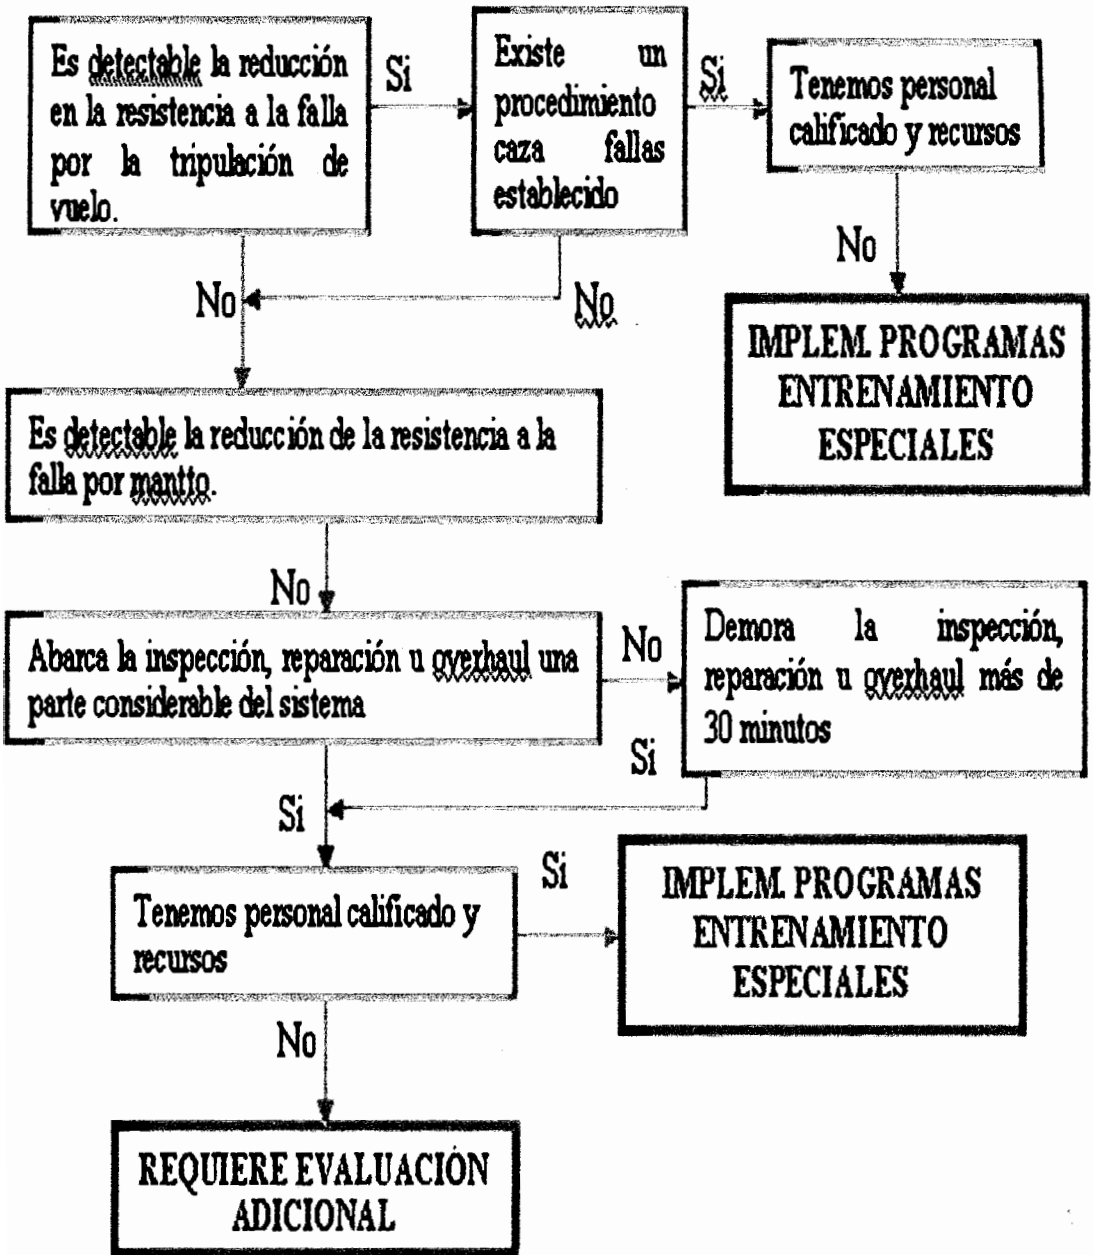 Es detectable la reducción
en la resistencia a la falla
por la tripulación de
vuelo.
Si
Existe un
procedimiento
caza fallas
establecido
Si
Tenemos personal
calificado y recursos
No
No
No
IMPLEM. PROGRAMAS
ENTRENAMIENTO
ESPECIALES
Es detectable la reducción de la resistencia a la
falla por mantto.
No
Abarca la inspección, reparación u overhaul una
parte considerable del sistema
No
Demora la inspección,
reparación u overhaul más de
30 minutos
Si
Si
Tenemos personal calificado y
recursos
Si
IMPLEM. PROGRAMAS
ENTRENAMIENTO
ESPECIALES
No
REQUIERE EVALUACIÓN
ADICIONAL